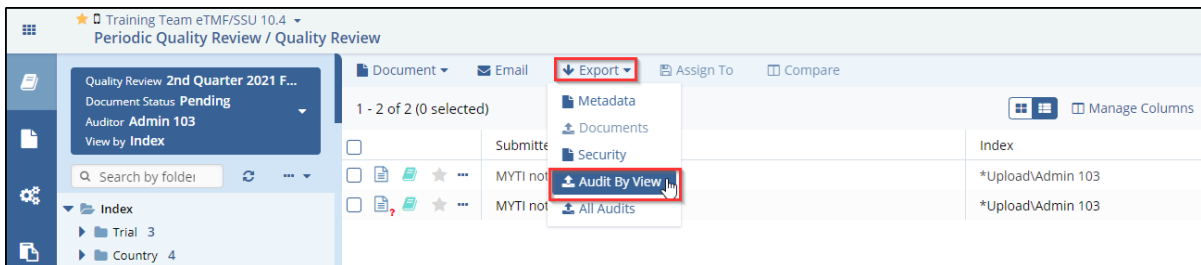 Training Team eTMF/SSU 10.4
Periodic Quality Review / Quality Review
Quality Review 2nd Quarter 2021 F...
Document Status Pending
Auditor Admin 103
View by Index
Search by folder
Index
Trial 3
Country 4
Document Email Export Assign To Compare
1 - 2 of 2 (0 selected)
Manage Columns
Metadata
Documents
Security
Audit By View
All Audits
Submitte Index
MYTI not *Upload\Admin 103
MYTI not *Upload\Admin 103